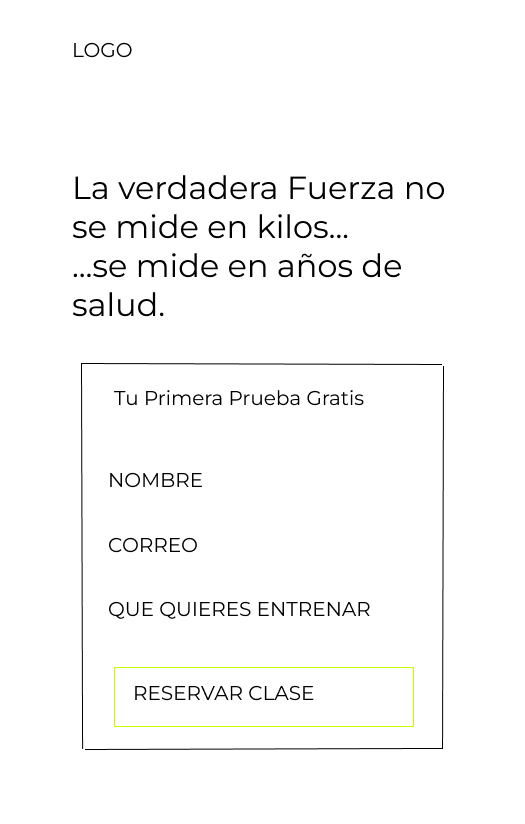 LOGO
La verdadera Fuerza no
se mide en kilos...
...se mide en años de
salud.
Tu Primera Prueba Gratis
NOMBRE
CORREO
QUE QUIERES ENTRENAR
RESERVAR CLASE